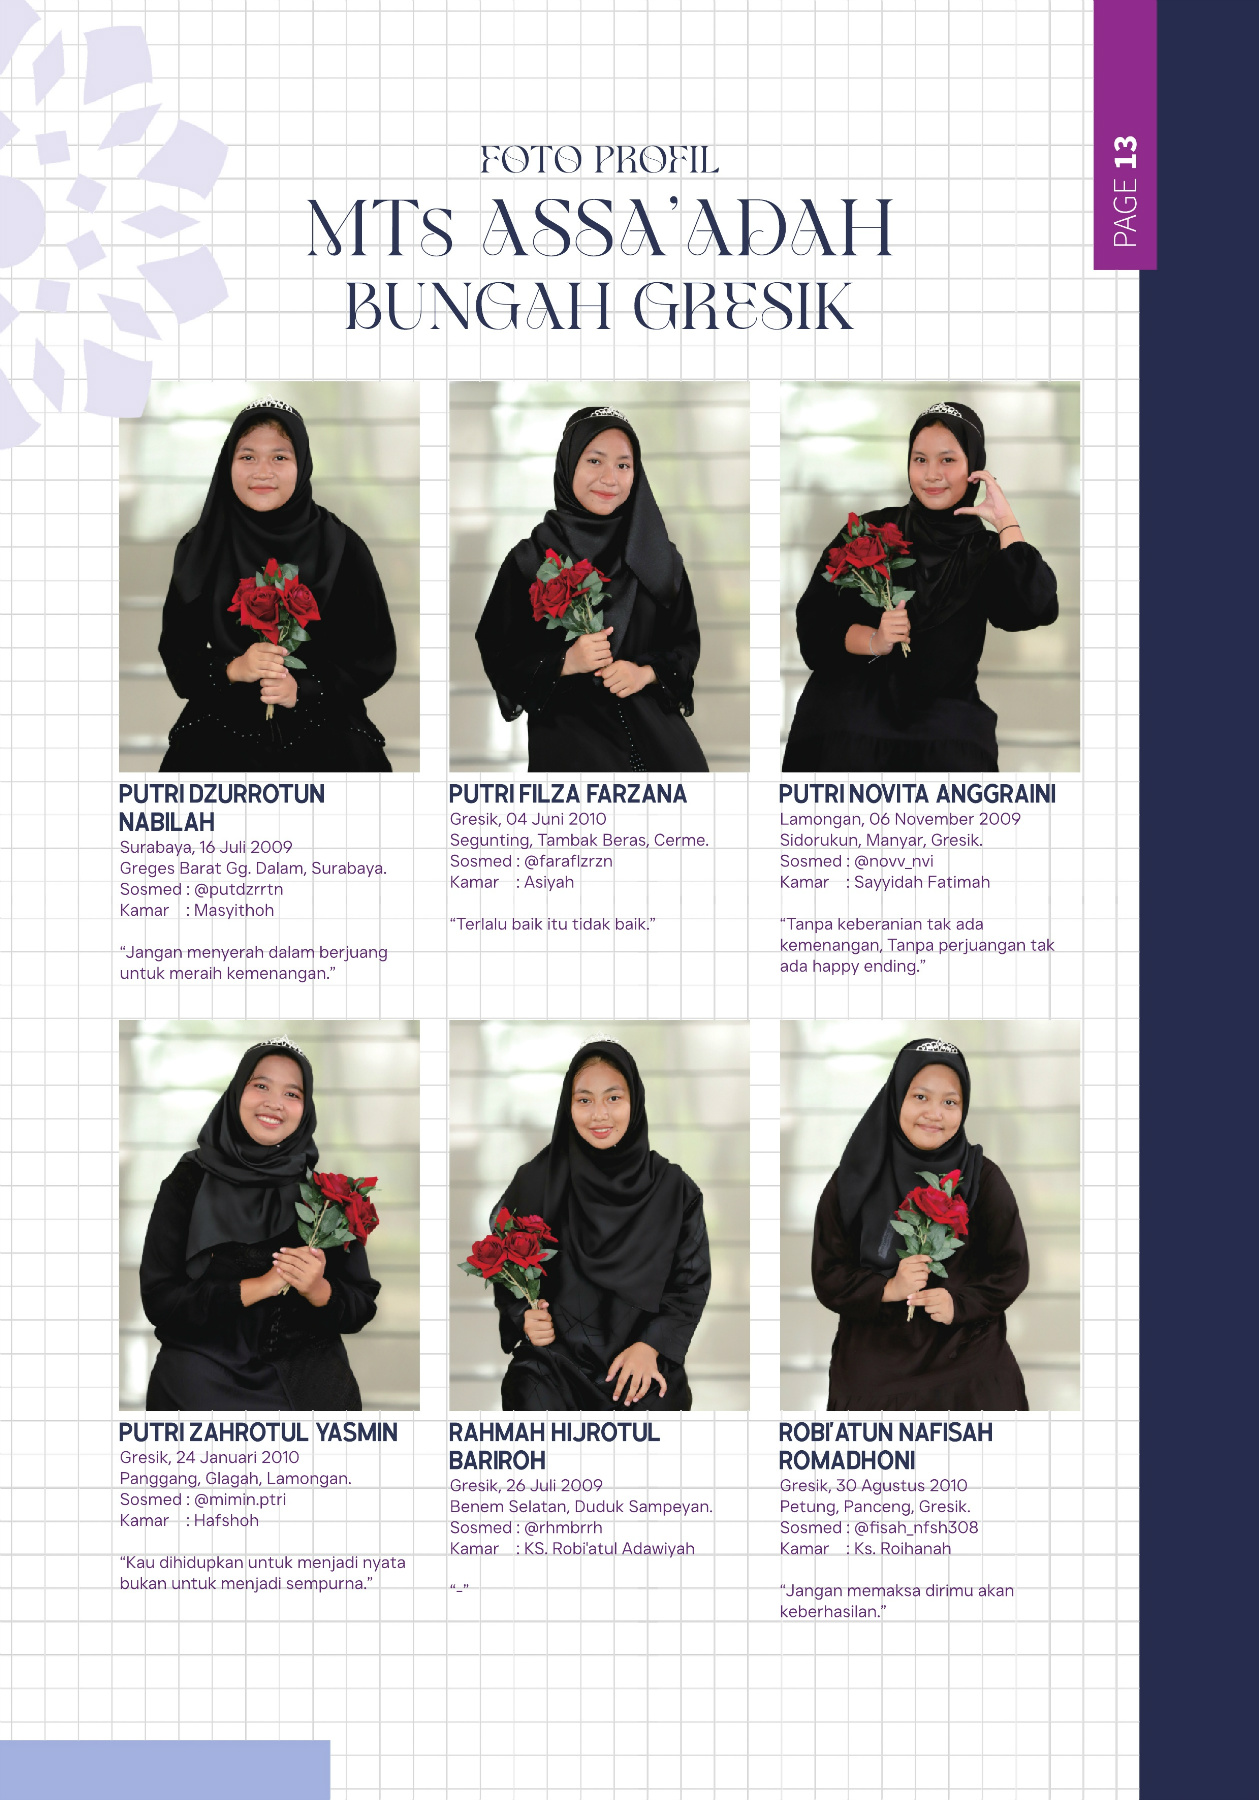 PAGE 13
FOTO PROFIL
MTs ASSA'ADAH
BUNGAH GRESIK
PUTRI DZURROTUN
NABILAH
Surabaya, 16 Juli 2009
Greges Barat Gg. Dalam, Surabaya.
Sosmed : @putdzrrtn
Kamar : Masyithoh
“Jangan menyerah dalam berjuang
untuk meraih kemenangan.”
PUTRI FILZA FARZANA
Gresik, 04 Juni 2010
Segunting, Tambak Beras, Cerme.
Sosmed : @faraflzrzn
Kamar : Asiyah
“Terlalu baik itu tidak baik.”
PUTRI NOVITA ANGGRAINI
Lamongan, 06 November 2009
Sidorukun, Manyar, Gresik.
Sosmed : @novv_nvi
Kamar : Sayyidah Fatimah
“Tanpa keberanian tak ada
kemenangan, Tanpa perjuangan tak
ada happy ending.”
PUTRI ZAHROTUL YASMIN
Gresik, 24 Januari 2010
Panggang, Glagah, Lamongan.
Sosmed : @mimin.ptri
Kamar : Hafshoh
“Kau dihidupkan untuk menjadi nyata
bukan untuk menjadi sempurna.”
RAHMAH HIJROTUL
BARIROH
Gresik, 26 Juli 2009
Benem Selatan, Duduk Sampeyan.
Sosmed : @rhmbrrh
Kamar : KS. Robi'atul Adawiyah
“-”
ROBI'ATUN NAFISAH
ROMADHONI
Gresik, 30 Agustus 2010
Petung, Panceng, Gresik.
Sosmed : @fisah_nfsh308
Kamar : Ks. Roihanah
“Jangan memaksa dirimu akan
keberhasilan.”